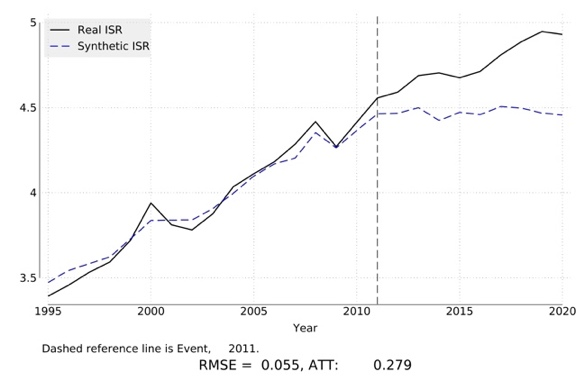 5
Real ISR
Synthetic ISR
4.5
4
3.5
1995 2000 2005 2010 2015 2020
Year
Dashed reference line is Event, 2011.
RMSE = 0.055, ATT: 0.279